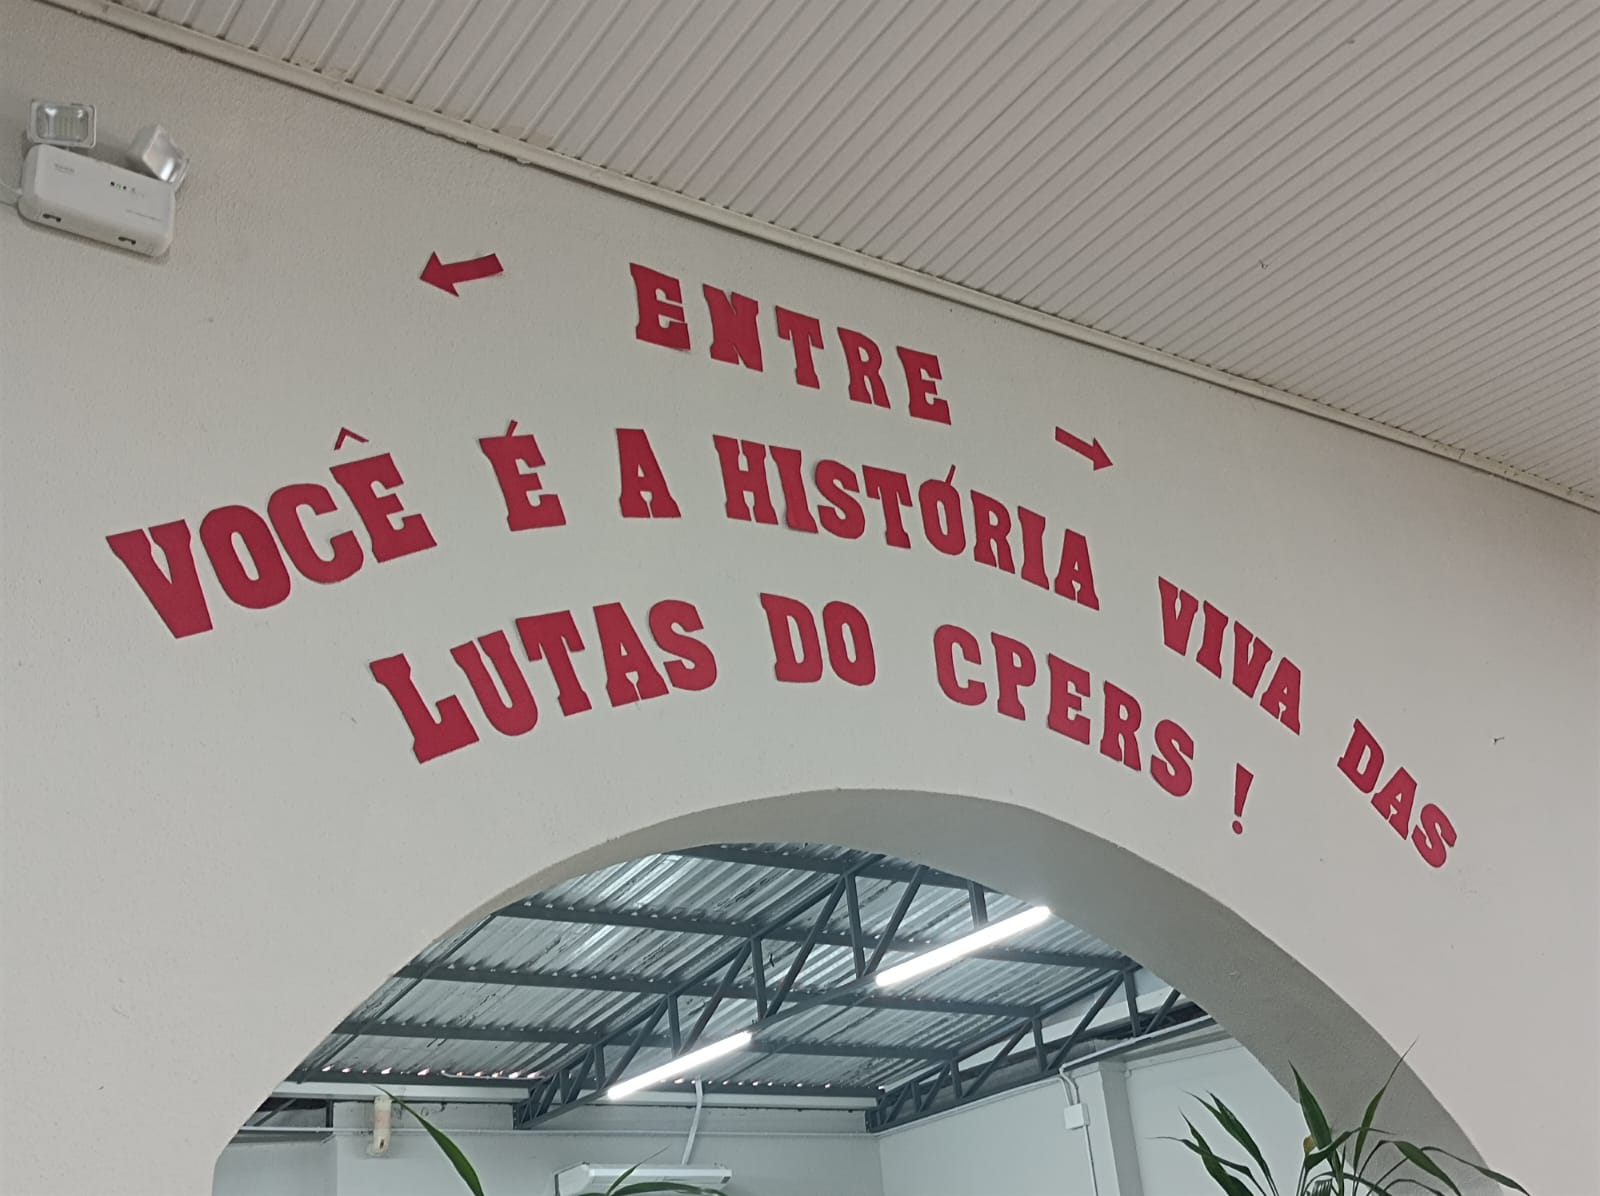 ← ENTRE →
VOCÊ É A HISTÓRIA VIVA DAS
LUTAS DO CPERS !